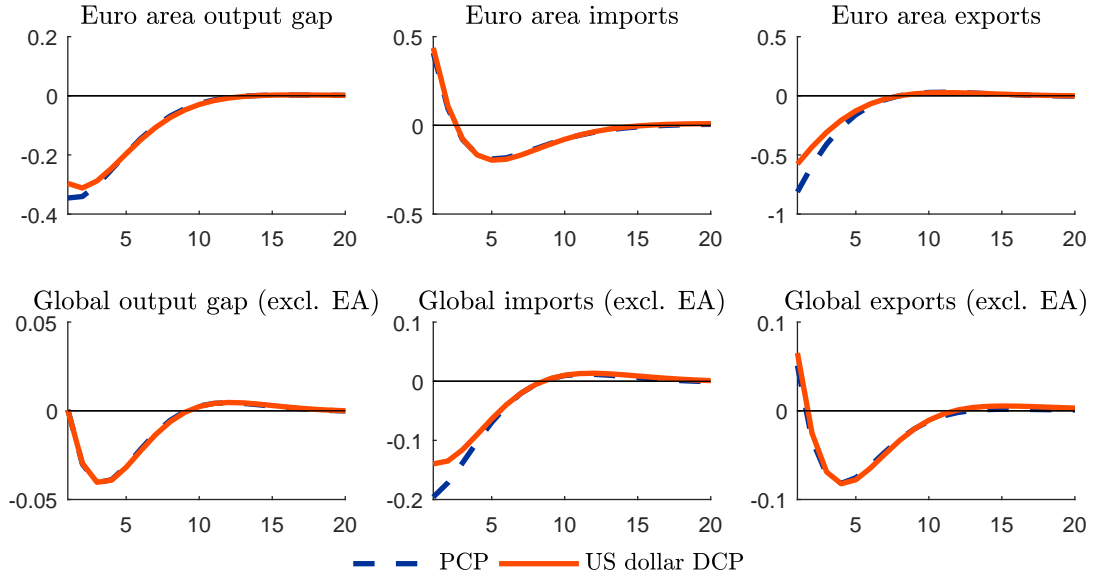 Euro area output gap
Euro area imports
Euro area exports
0.2
0
-0.2
-0.4
5 10 15 20
0.5
0
-0.5
5 10 15 20
0.5
0
-0.5
-1
5 10 15 20
Global output gap (excl. EA)
Global imports (excl. EA)
Global exports (excl. EA)
0.05
0
-0.05
5 10 15 20
0.1
0
-0.1
-0.2
5 10 15 20
0.1
0
-0.1
5 10 15 20
PCP US dollar DCP